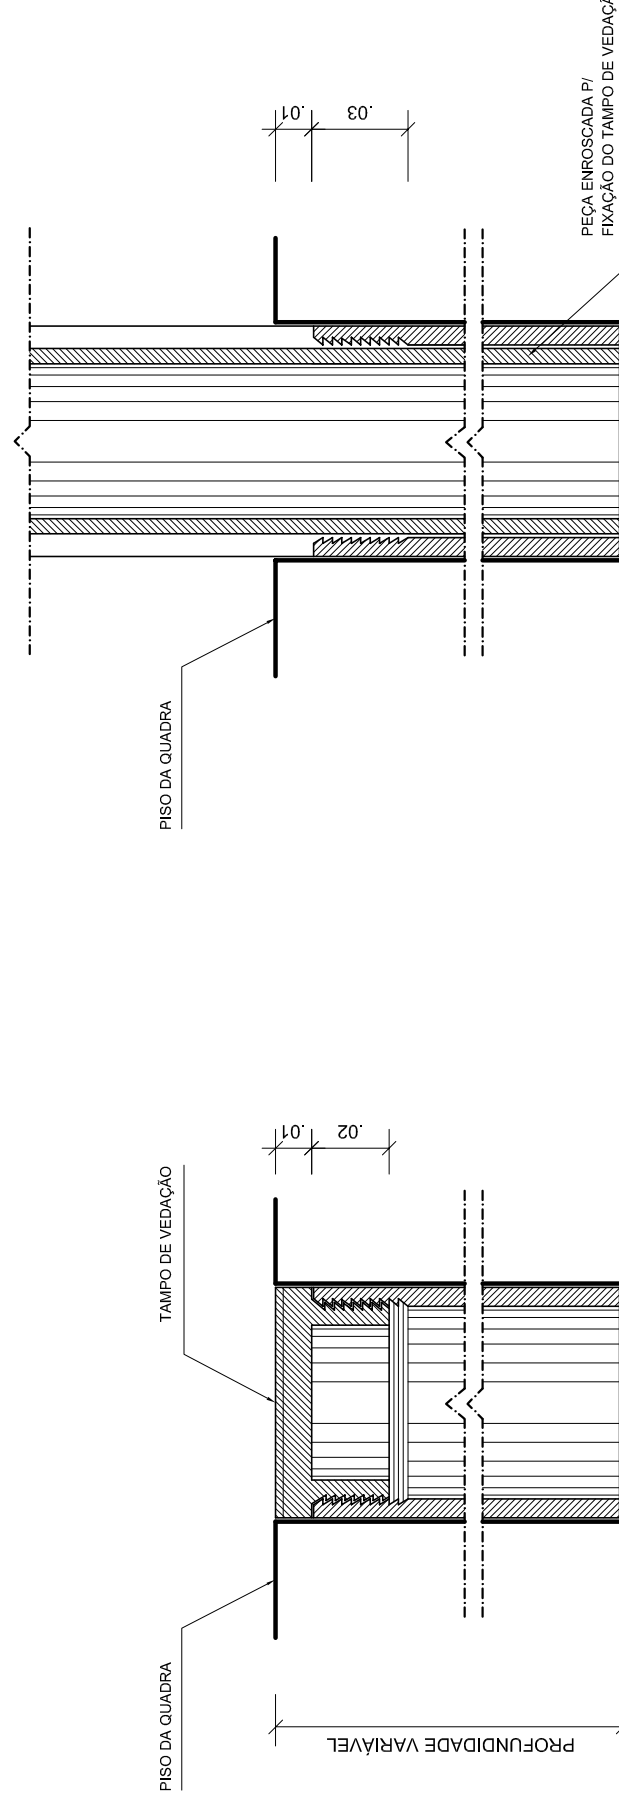 .01
.03
PEÇA ENROSCADA P/
FIXAÇÃO DO TAMPO DE VEDAÇÃ
PISO DA QUADRA
.01
.02
TAMPO DE VEDAÇÃO
PISO DA QUADRA
PROFUNDIDADE VARIÁVEL